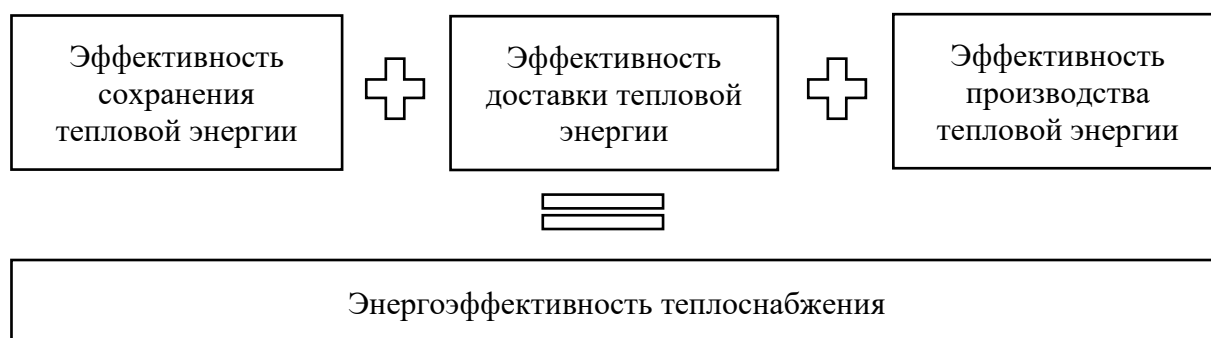 Эффективность
сохранения
тепловой энергии
Эффективность
доставки тепловой
энергии
Эффективность
производства
тепловой энергии
Энергоэффективность теплоснабжения